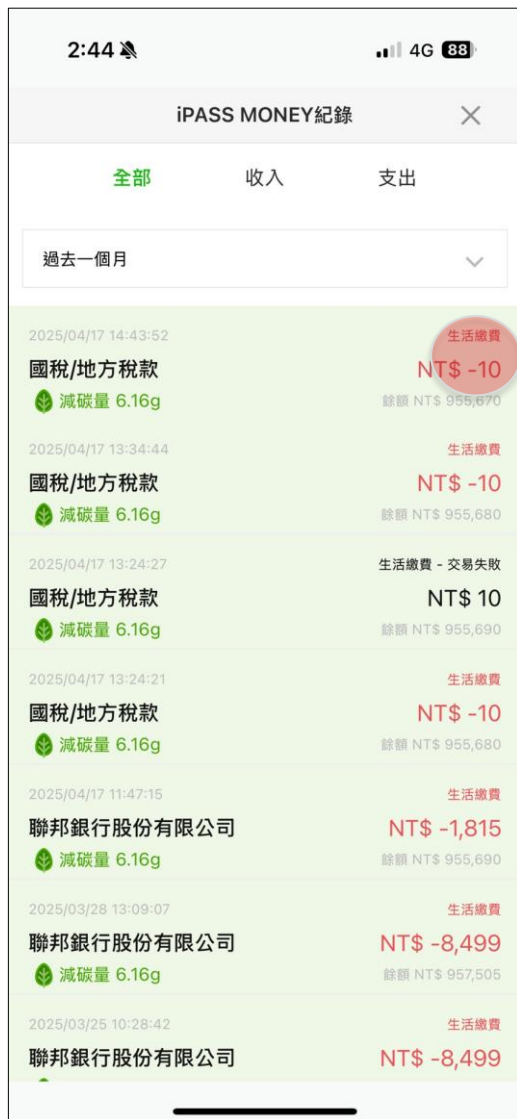 2:44
4G 88
iPASS MONEY紀錄
全部 收入 支出
過去一個月
2025/04/17 14:43:52 生活繳費
國稅/地方稅款 NT$ -10
減碳量 6.16g 餘額 NT$ 955,670
2025/04/17 13:34:44 生活繳費
國稅/地方稅款 NT$ -10
減碳量 6.16g 餘額 NT$ 955,680
2025/04/17 13:24:27 生活繳費 - 交易失敗
國稅/地方稅款 NT$ 10
減碳量 6.16g 餘額 NT$ 955,690
2025/04/17 13:24:21 生活繳費
國稅/地方稅款 NT$ -10
減碳量 6.16g 餘額 NT$ 955,680
2025/04/17 11:47:15 生活繳費
聯邦銀行股份有限公司 NT$ -1,815
減碳量 6.16g 餘額 NT$ 955,690
2025/03/28 13:09:07 生活繳費
聯邦銀行股份有限公司 NT$ -8,499
減碳量 6.16g 餘額 NT$ 957,505
2025/03/25 10:28:42 生活繳費
聯邦銀行股份有限公司 NT$ -8,499